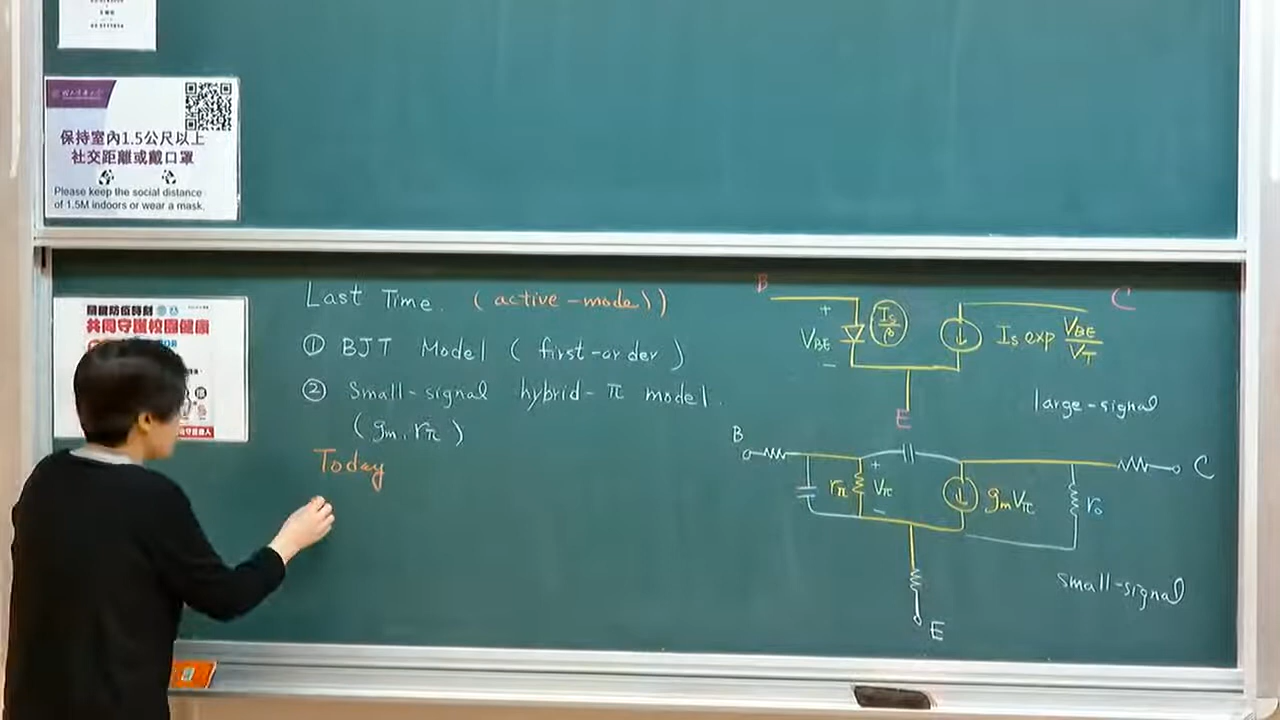 保持室內1.5公尺以上
社交距離或戴口罩
Please keep the social distance
of 1.5M indoors or wear a mask.
防疫時刻
共同守護校園健康
Last Time. (active-mode))
① BJT Model (first-order)
② Small-signal hybrid-π model.
(gm, rπ)
Today
B
C
+
VBE
-
Is/β
Is exp VBE/VT
E
large-signal
B
C
rπ
+
Vπ
-
gmVπ
ro
E
small-signal